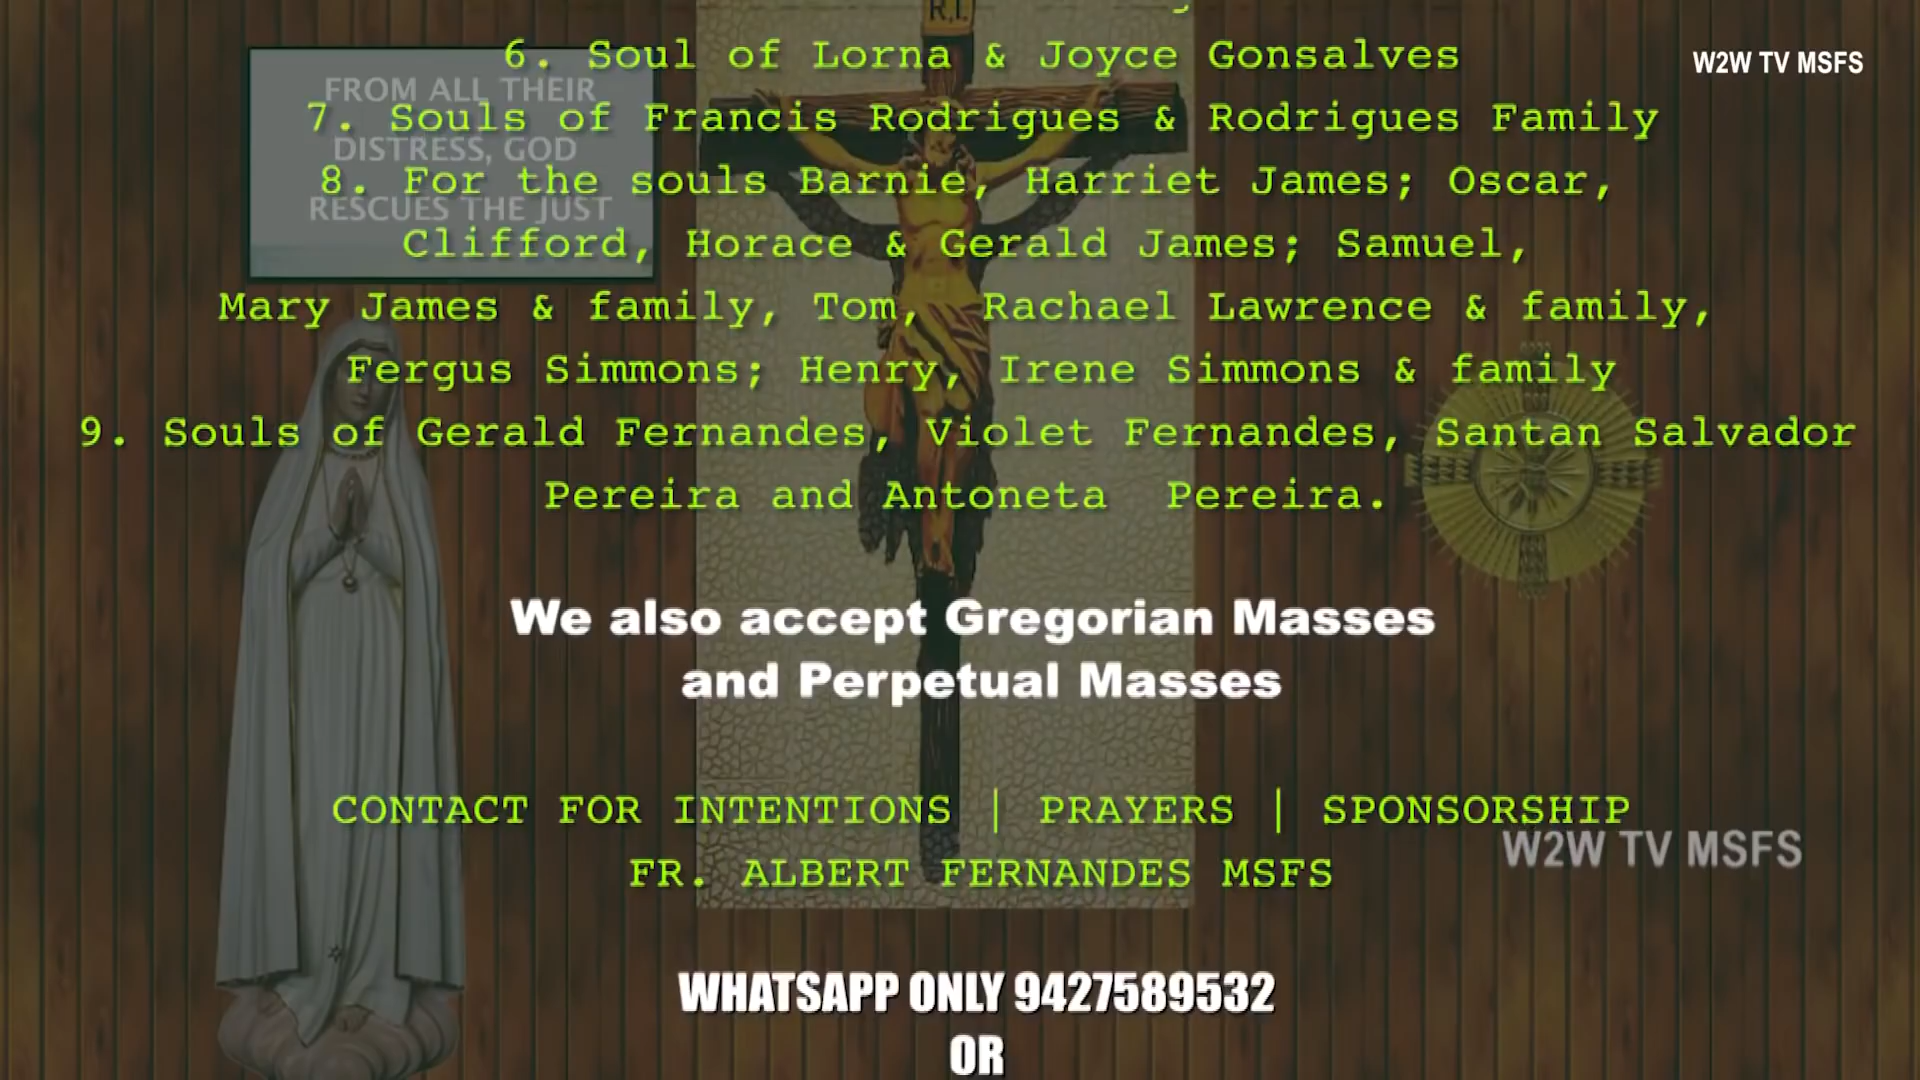 R.I.
6. Soul of Lorna & Joyce Gonsalves
W2W TV MSFS
FROM ALL THEIR
DISTRESS, GOD
RESCUES THE JUST
7. Souls of Francis Rodrigues & Rodrigues Family
8. For the souls Barnie, Harriet James; Oscar,
Clifford, Horace & Gerald James; Samuel,
Mary James & family, Tom, Rachael Lawrence & family,
Fergus Simmons; Henry, Irene Simmons & family
9. Souls of Gerald Fernandes, Violet Fernandes, Santan Salvador
Pereira and Antoneta Pereira.
We also accept Gregorian Masses
and Perpetual Masses
CONTACT FOR INTENTIONS | PRAYERS | SPONSORSHIP
W2W TV MSFS
FR. ALBERT FERNANDES MSFS
WHATSAPP ONLY 9427589532
OR